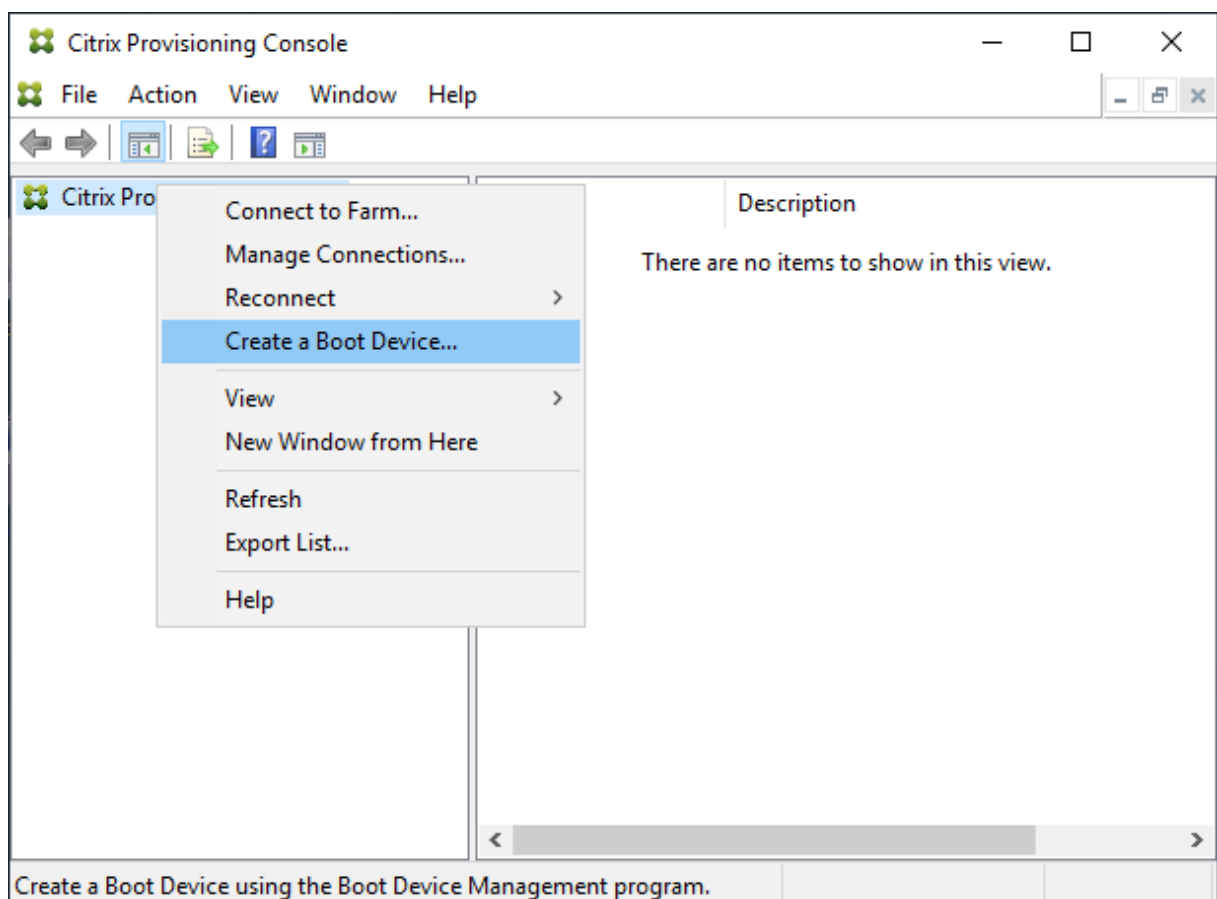 Citrix Provisioning Console
File Action View Window Help
Citrix Pro
Description
There are no items to show in this view.
Connect to Farm...
Manage Connections...
Reconnect
Create a Boot Device...
View
New Window from Here
Refresh
Export List...
Help
Create a Boot Device using the Boot Device Management program.